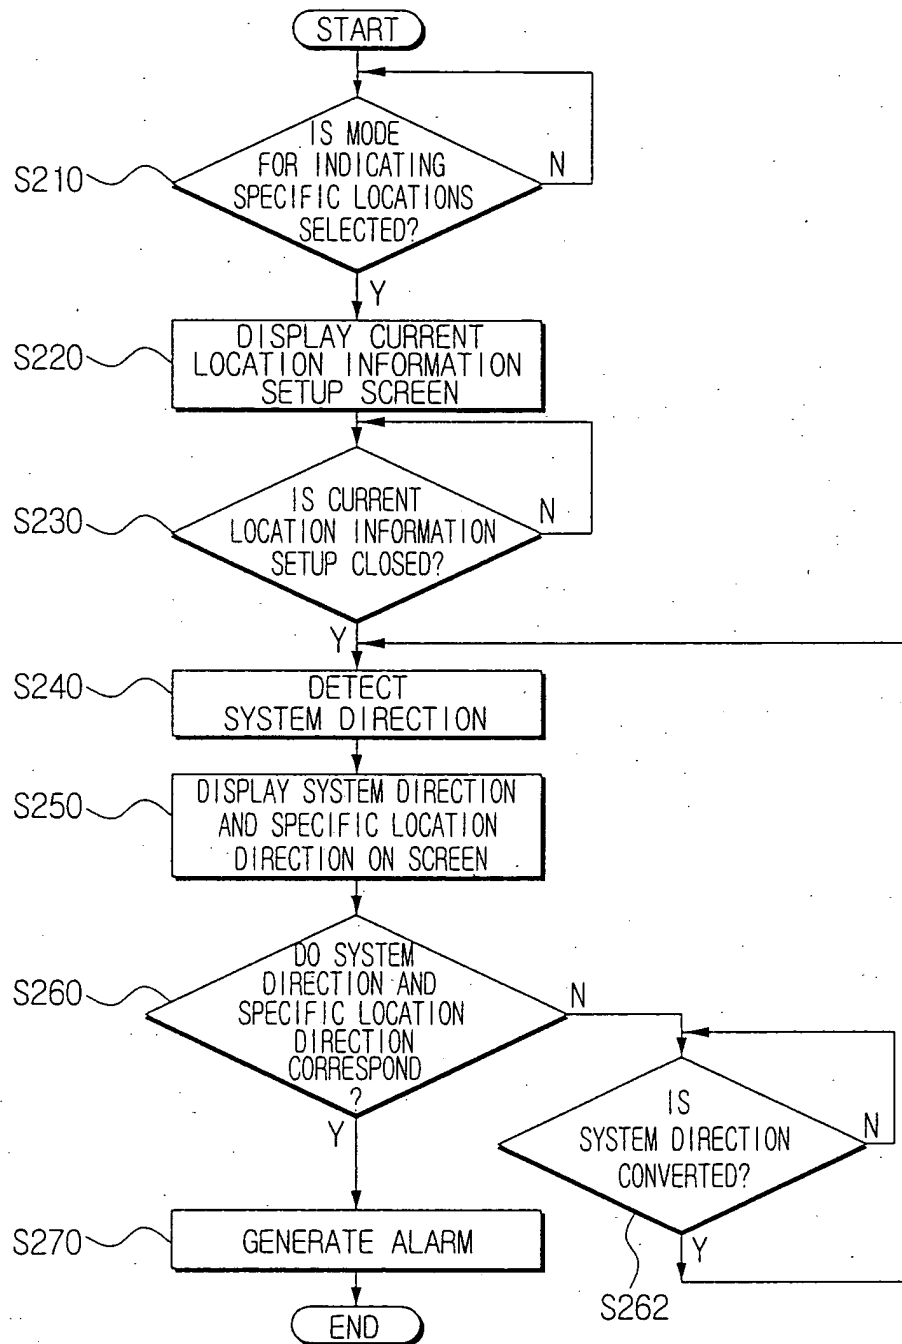 START
IS MODE
FOR INDICATING
SPECIFIC LOCATIONS
SELECTED?
N
S210
Y
DISPLAY CURRENT
LOCATION INFORMATION
SETUP SCREEN
S220
IS CURRENT
LOCATION INFORMATION
SETUP CLOSED?
N
S230
Y
DETECT
SYSTEM DIRECTION
S240
DISPLAY SYSTEM DIRECTION
AND SPECIFIC LOCATION
DIRECTION ON SCREEN
S250
DO SYSTEM
DIRECTION AND
SPECIFIC LOCATION
DIRECTION
CORRESPOND
?
N
S260
Y
IS
SYSTEM DIRECTION
CONVERTED?
N
Y
S262
GENERATE ALARM
S270
END